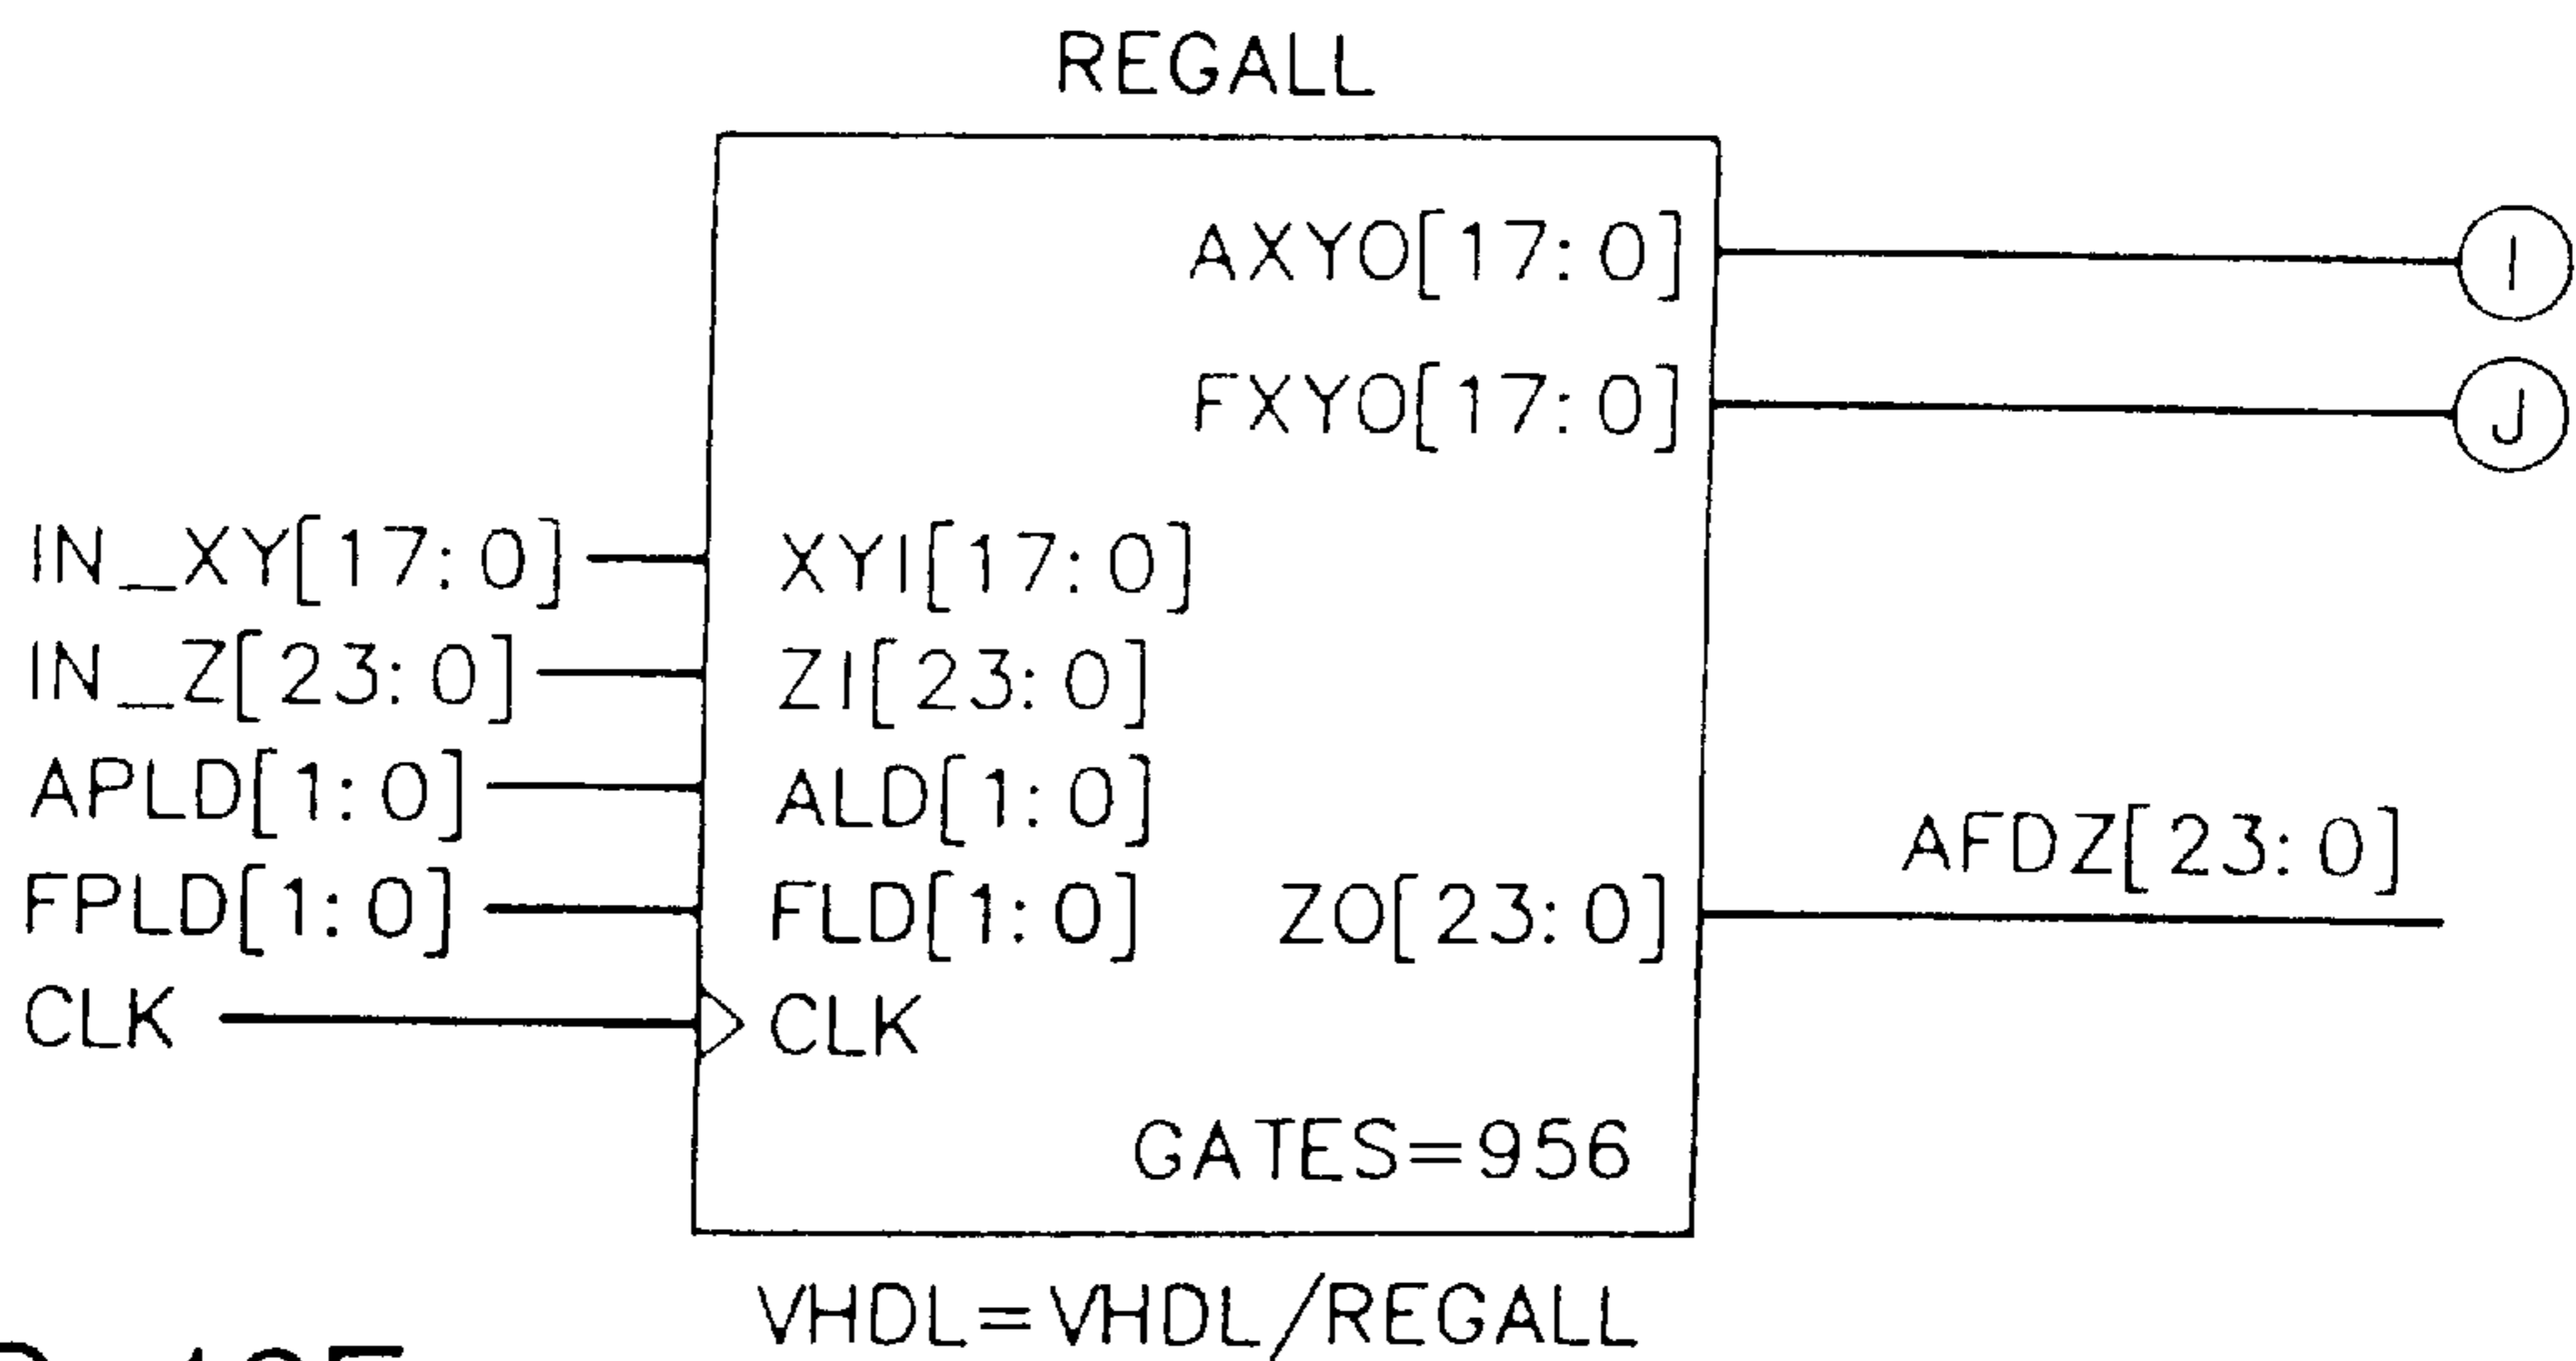 REGALL
AXYO[17:0]
I
FXYO[17:0]
J
IN_XY[17:0]
XYI[17:0]
IN_Z[23:0]
ZI[23:0]
APLD[1:0]
ALD[1:0]
AFDZ[23:0]
FPLD[1:0]
FLD[1:0]
ZO[23:0]
CLK
CLK
GATES=956
VHDL=VHDL/REGALL